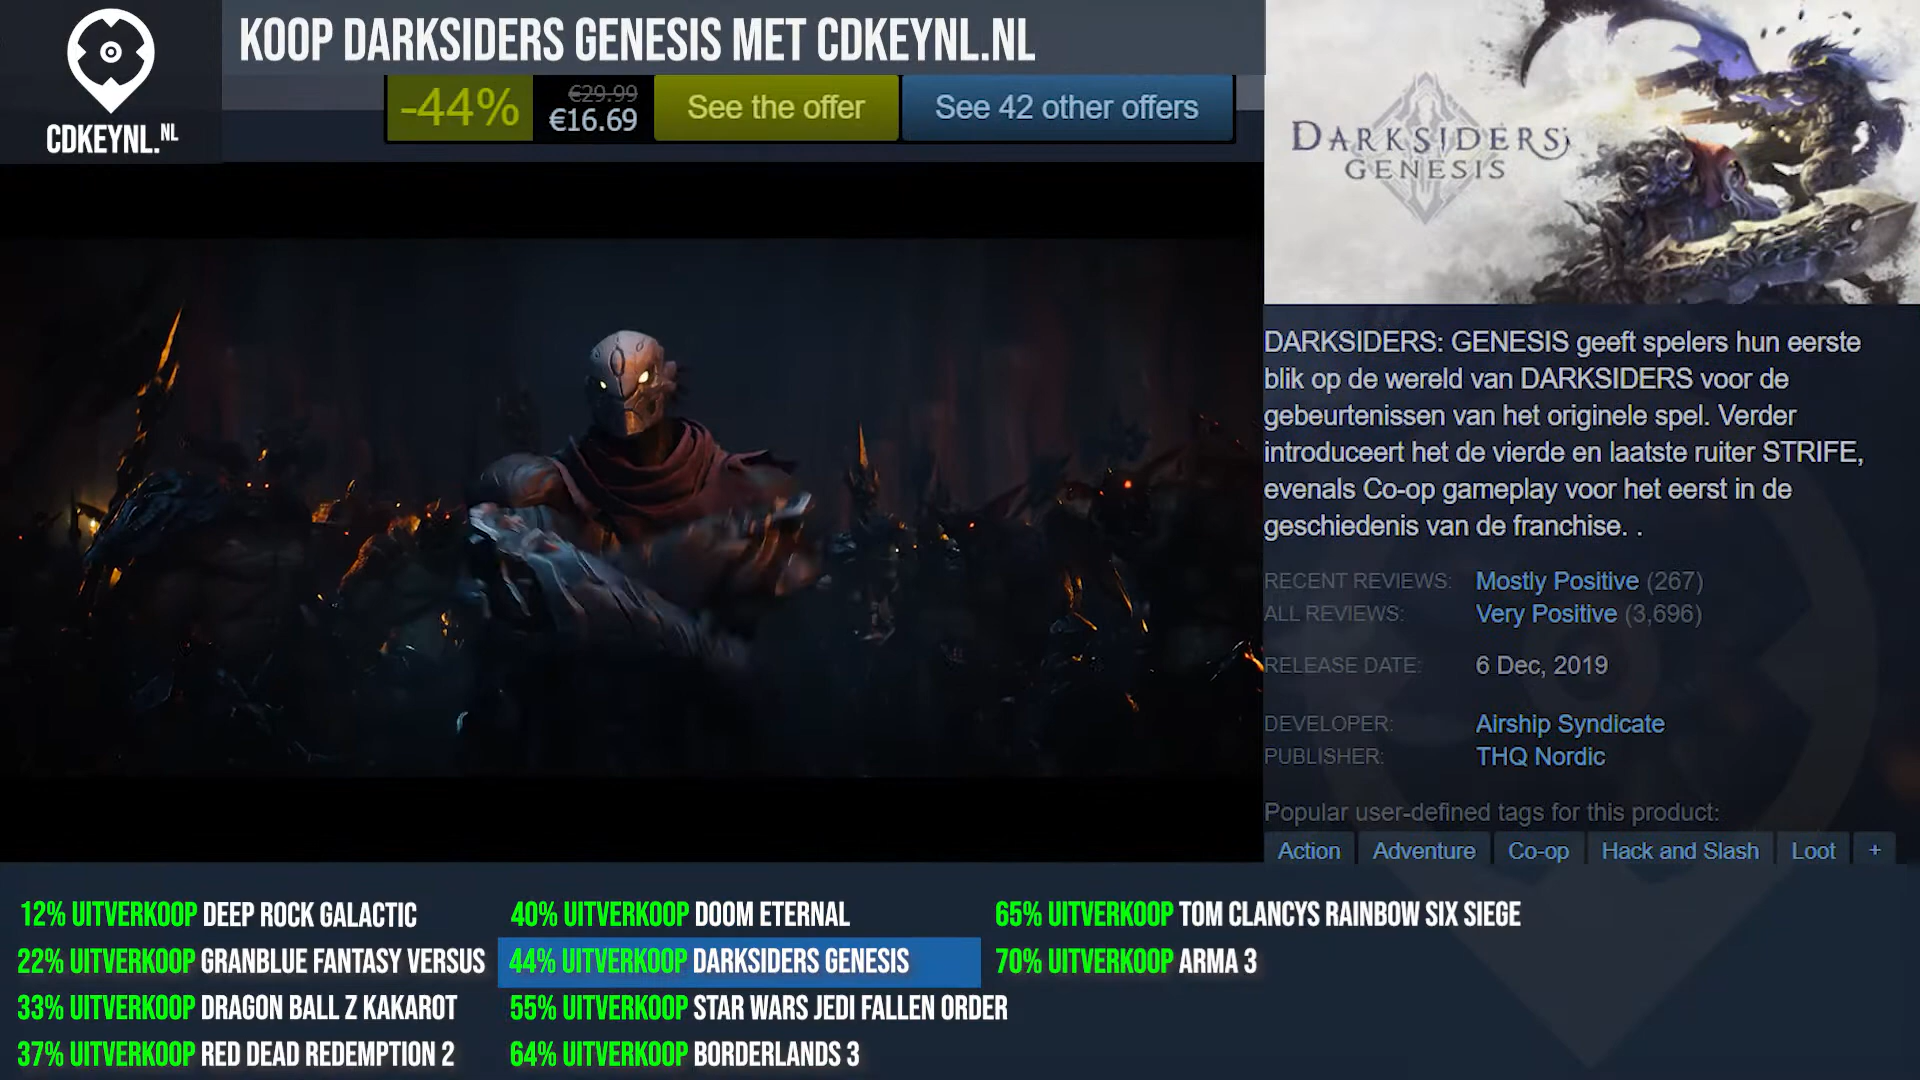 CDKEYNL.NL
KOOP DARKSIDERS GENESIS MET CDKEYNL.NL
-44%
€29.99
€16.69
See the offer
See 42 other offers
DARKSIDERS
GENESIS
DARKSIDERS: GENESIS geeft spelers hun eerste
blik op de wereld van DARKSIDERS voor de
gebeurtenissen van het originele spel. Verder
introduceert het de vierde en laatste ruiter STRIFE,
evenals Co-op gameplay voor het eerst in de
geschiedenis van de franchise. .
RECENT REVIEWS: Mostly Positive (267)
ALL REVIEWS: Very Positive (3,696)
RELEASE DATE: 6 Dec, 2019
DEVELOPER: Airship Syndicate
PUBLISHER: THQ Nordic
Popular user-defined tags for this product:
Action Adventure Co-op Hack and Slash Loot +
12% UITVERKOOP DEEP ROCK GALACTIC
22% UITVERKOOP GRANBLUE FANTASY VERSUS
33% UITVERKOOP DRAGON BALL Z KAKAROT
37% UITVERKOOP RED DEAD REDEMPTION 2
40% UITVERKOOP DOOM ETERNAL
44% UITVERKOOP DARKSIDERS GENESIS
55% UITVERKOOP STAR WARS JEDI FALLEN ORDER
64% UITVERKOOP BORDERLANDS 3
65% UITVERKOOP TOM CLANCYS RAINBOW SIX SIEGE
70% UITVERKOOP ARMA 3